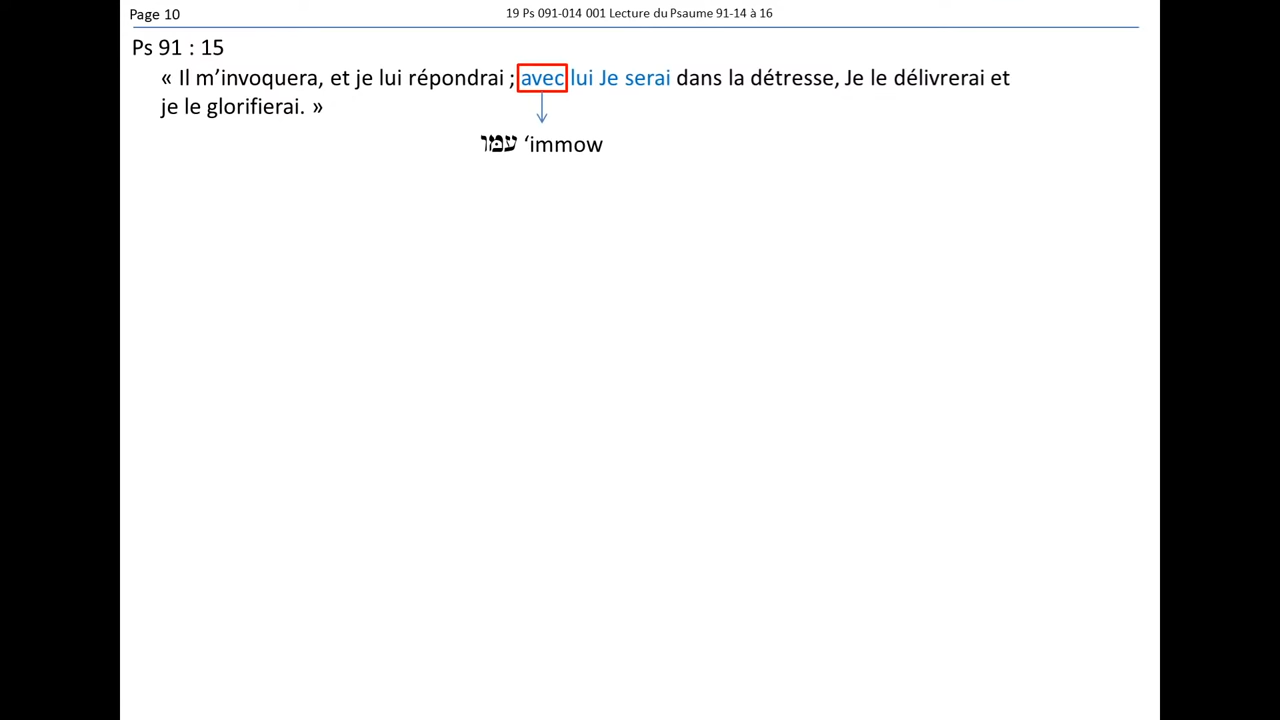 Page 10
19 Ps 091-014 001 Lecture du Psaume 91-14 à 16
Ps 91 : 15
« Il m’invoquera, et je lui répondrai ; avec lui Je serai dans la détresse, Je le délivrerai et
je le glorifierai. »
עמו ‘immow